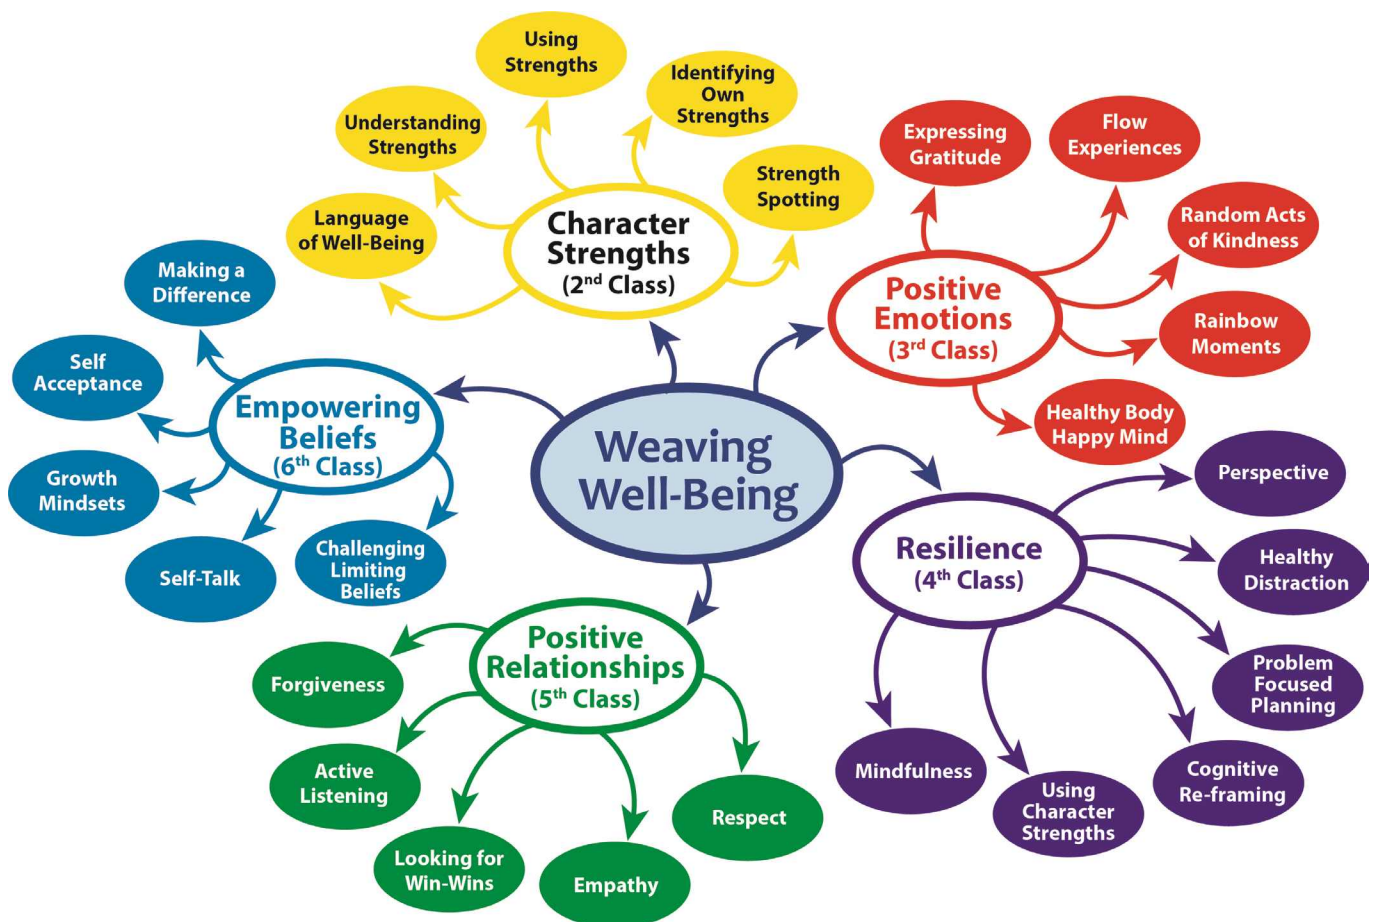 Weaving
Well-Being
Character
Strengths
(2nd Class)
Language
of Well-Being
Understanding
Strengths
Using
Strengths
Identifying
Own
Strengths
Strength
Spotting
Positive
Emotions
(3rd Class)
Expressing
Gratitude
Flow
Experiences
Random Acts
of Kindness
Rainbow
Moments
Healthy Body
Happy Mind
Resilience
(4th Class)
Perspective
Healthy
Distraction
Problem
Focused
Planning
Cognitive
Re-framing
Using
Character
Strengths
Mindfulness
Positive
Relationships
(5th Class)
Respect
Empathy
Looking for
Win-Wins
Active
Listening
Forgiveness
Empowering
Beliefs
(6th Class)
Challenging
Limiting
Beliefs
Self-Talk
Growth
Mindsets
Self
Acceptance
Making a
Difference